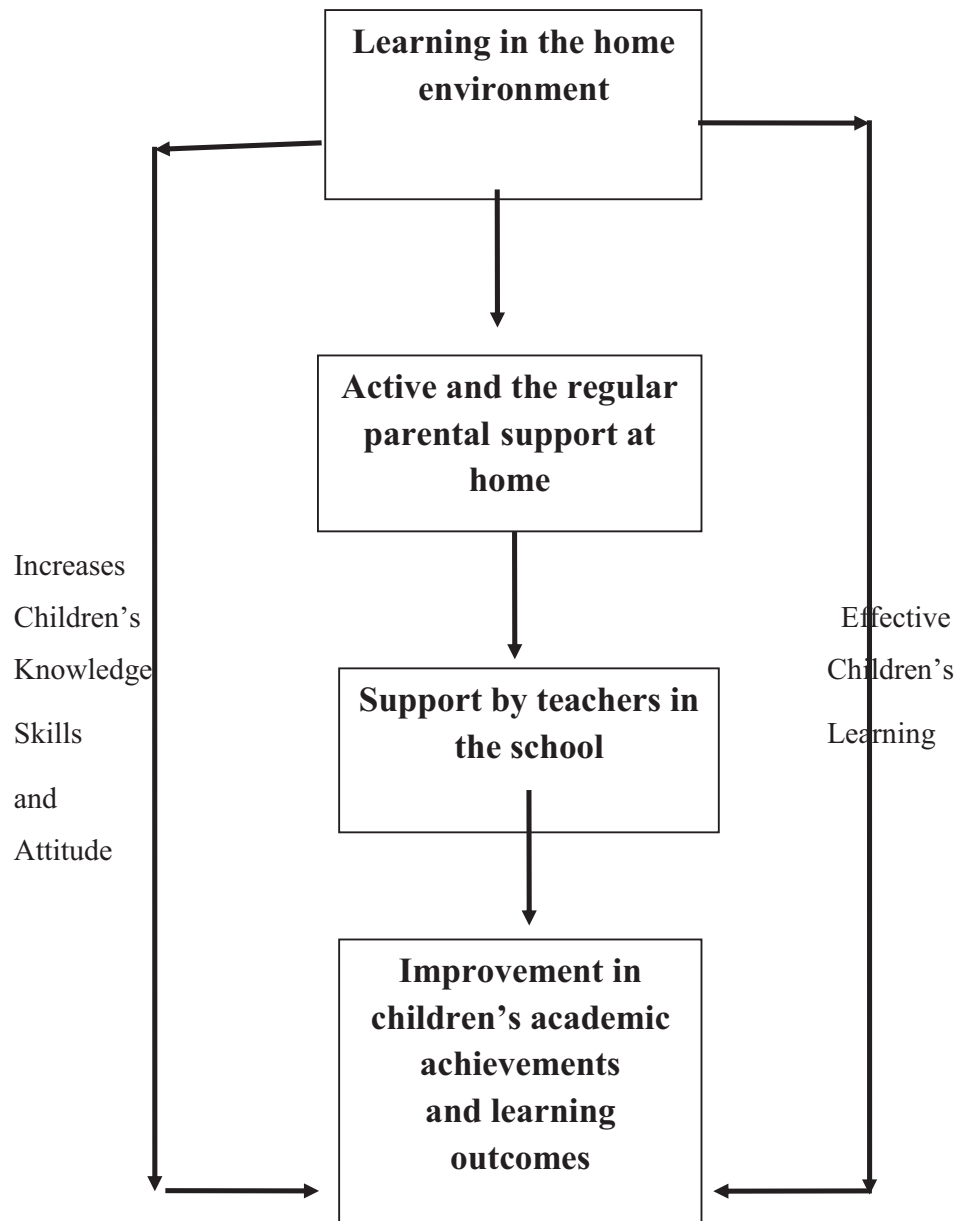 Learning in the home
environment
Active and the regular
parental support at
home
Increases
Children’s
Knowledge
Skills
and
Attitude
Effective
Children’s
Learning
Support by teachers in
the school
Improvement in
children’s academic
achievements
and learning
outcomes